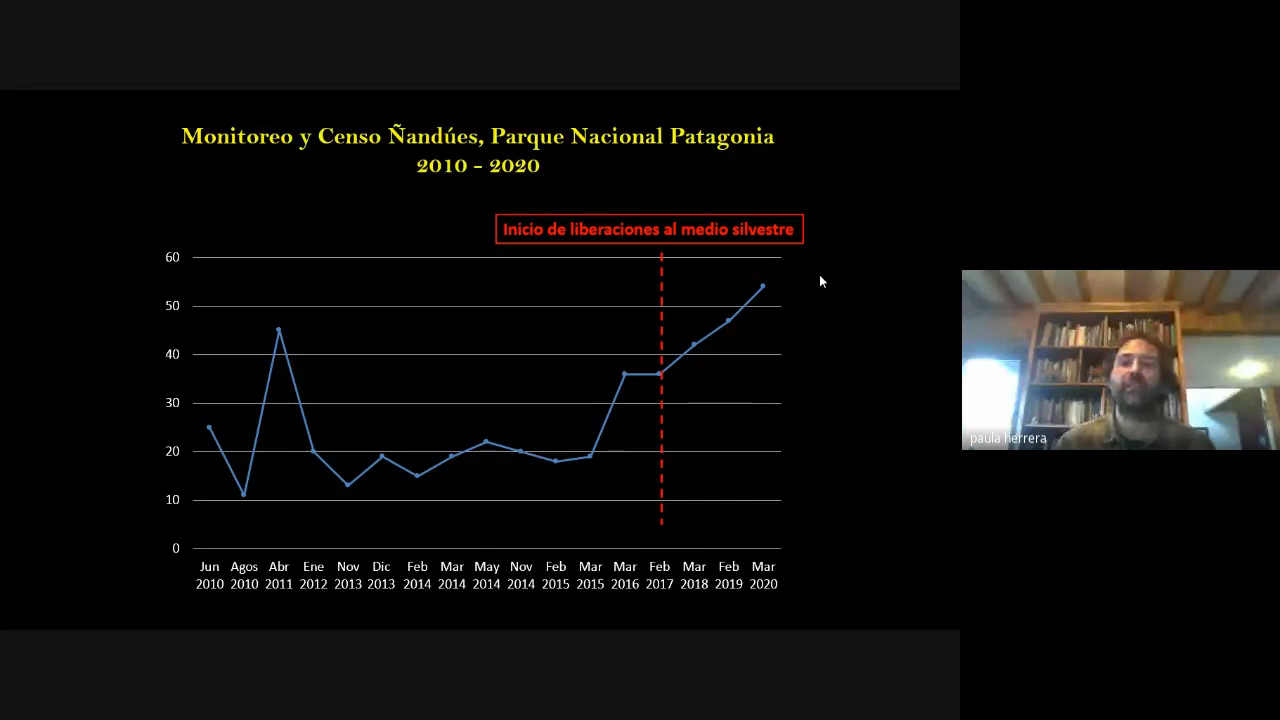 Monitoreo y Censo Ñandúes, Parque Nacional Patagonia
2010 - 2020
Inicio de liberaciones al medio silvestre
60
50
40
30
20
10
0
Jun Agos Abr Ene Nov Dic Feb Mar May Nov Feb Mar Mar Feb Mar Feb Mar
2010 2010 2011 2012 2013 2013 2014 2014 2014 2014 2015 2015 2016 2017 2018 2019 2020
paula herrera